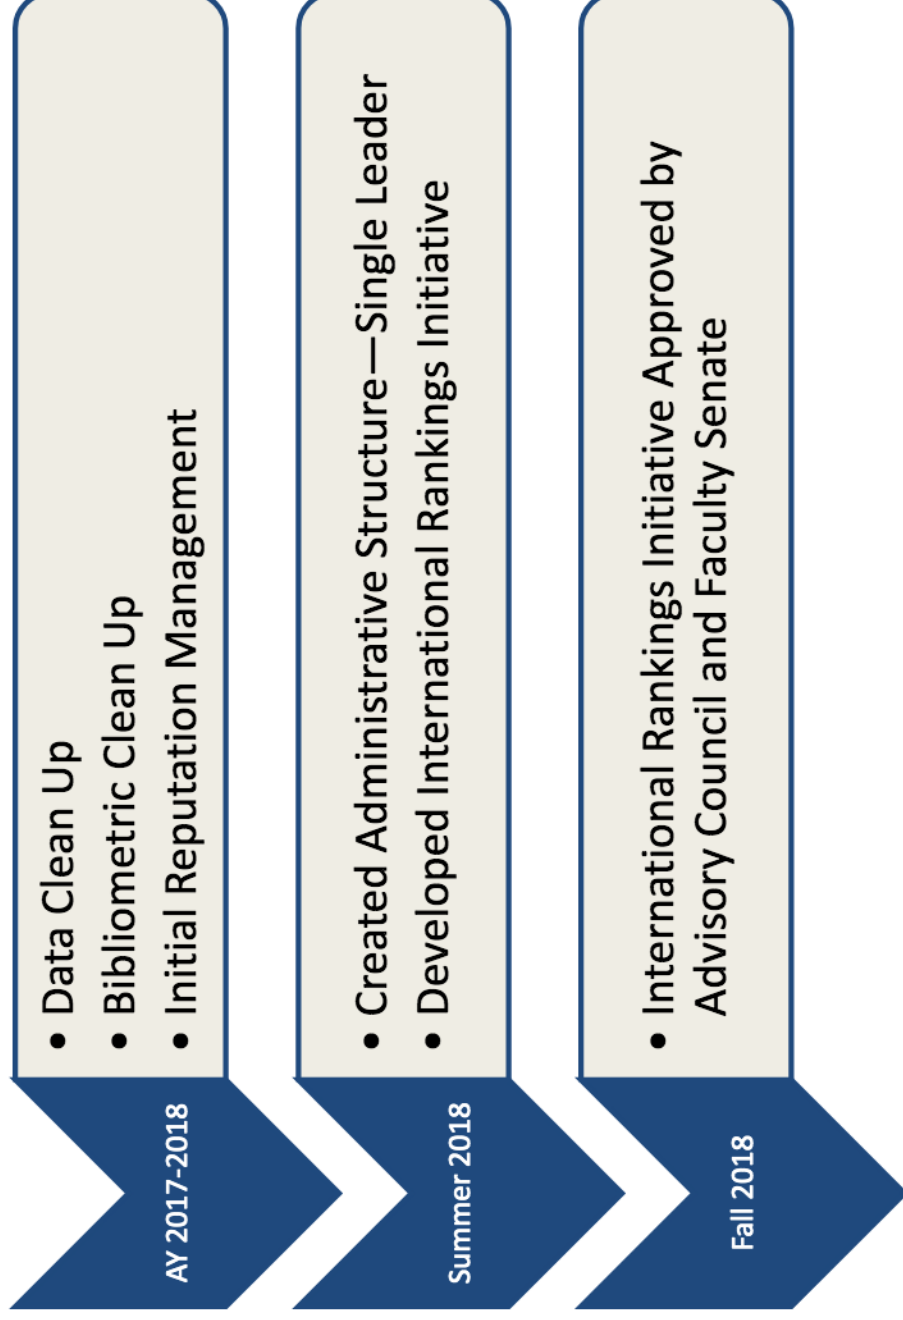 AY 2017-2018
• Data Clean Up
• Bibliometric Clean Up
• Initial Reputation Management
Summer 2018
• Created Administrative Structure—Single Leader
• Developed International Rankings Initiative
Fall 2018
• International Rankings Initiative Approved by
Advisory Council and Faculty Senate